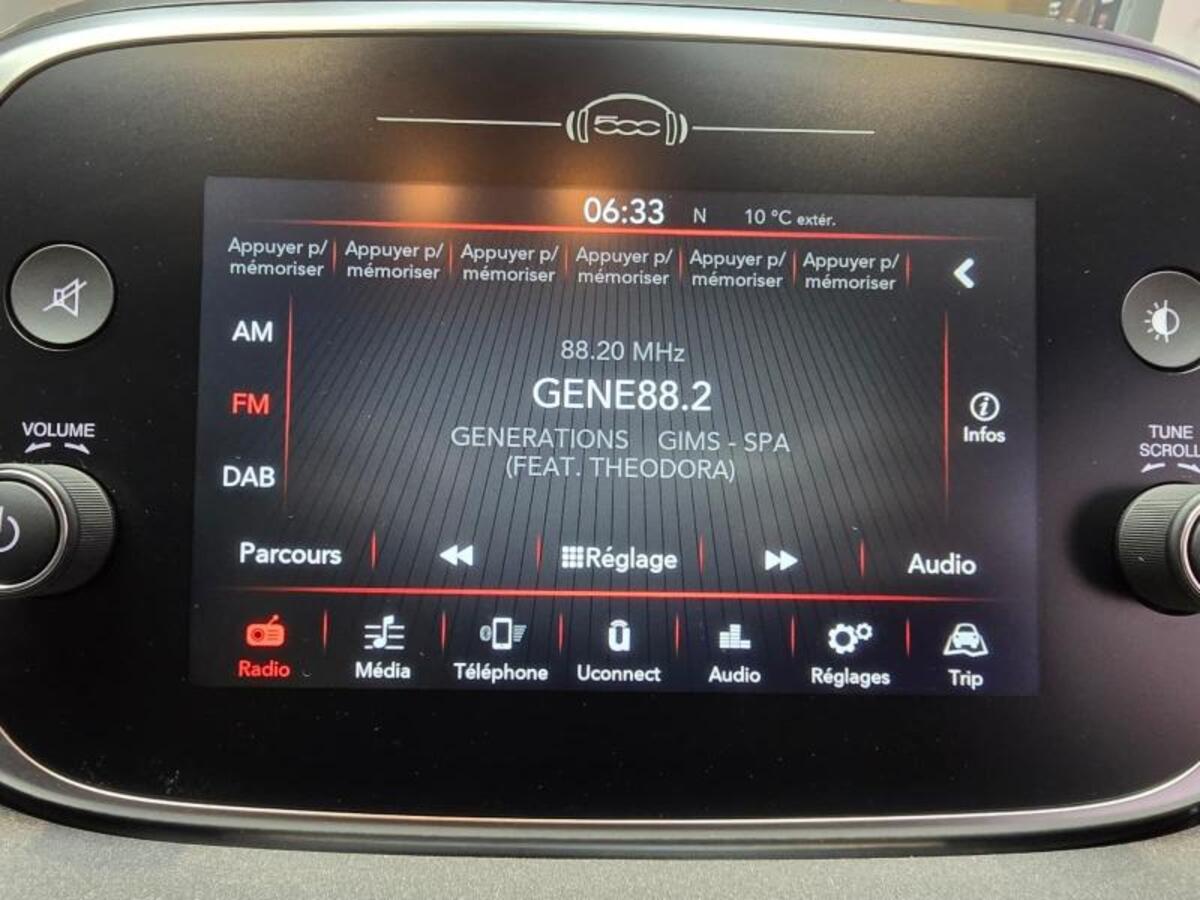 500
06:33 N 10 °C extér.
Appuyer p/ Appuyer p/ Appuyer p/ Appuyer p/ Appuyer p/ Appuyer p/
mémoriser mémoriser mémoriser mémoriser mémoriser mémoriser
AM
88.20 MHz
GENE88.2
FM
GENERATIONS GIMS - SPA
(FEAT. THEODORA)
Infos
VOLUME
TUNE
SCROLL
DAB
Parcours Réglage Audio
Radio Média Téléphone Uconnect Audio Réglages Trip